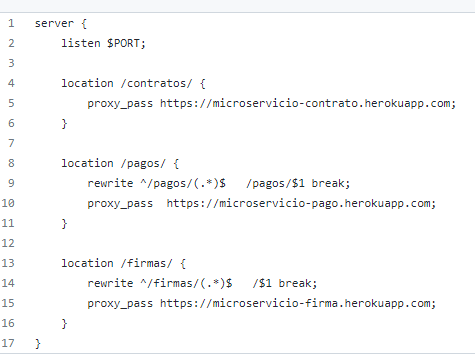 1 server {
2 listen $PORT;
3
4 location /contratos/ {
5 proxy_pass https://microservicio-contrato.herokuapp.com;
6 }
7
8 location /pagos/ {
9 rewrite ^/pagos/(.*)$ /pagos/$1 break;
10 proxy_pass https://microservicio-pago.herokuapp.com;
11 }
12
13 location /firmas/ {
14 rewrite ^/firmas/(.*)$ /$1 break;
15 proxy_pass https://microservicio-firma.herokuapp.com;
16 }
17 }